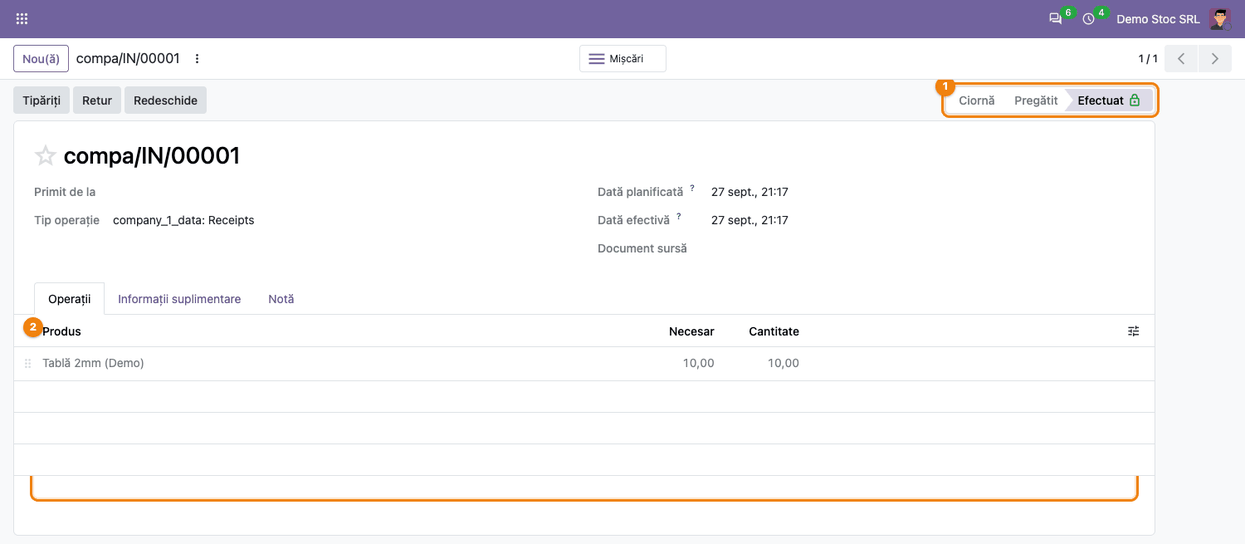 6 4 Demo Stoc SRL
Nou(ă) compa/IN/00001 Mișcări 1 / 1
Tipăriți Retur Redeschide 1 Ciornă Pregătit Efectuat
compa/IN/00001
Primit de la Dată planificată ? 27 sept., 21:17
Tip operație company_1_data: Receipts Dată efectivă ? 27 sept., 21:17
Document sursă
Operații Informații suplimentare Notă
2 Produs Necesar Cantitate
Tablă 2mm (Demo) 10,00 10,00